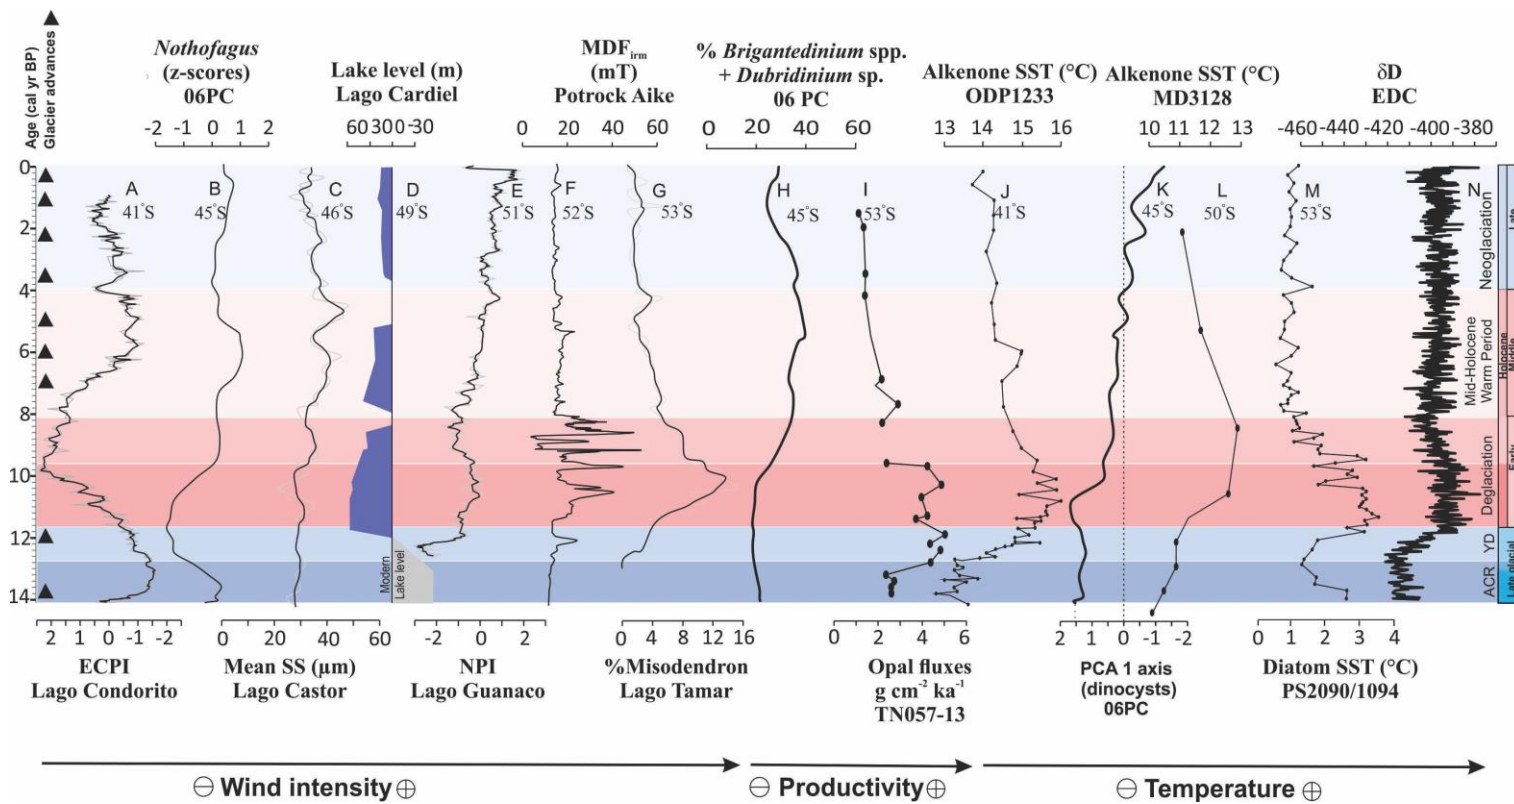 Age (cal yr BP)
Glacier advances
Nothofagus
(z-scores)
06PC
-2 -1 0 1 2
Lake level (m)
Lago Cardiel
60 30 0 -30
MDFirm
(mT)
Potrock Aike
0 20 40 60
% Brigantedinium spp.
+ Dubridinium sp.
06 PC
0 20 40 60
Alkenone SST (°C)
ODP1233
13 14 15 16
Alkenone SST (°C)
MD3128
10 11 12 13
δD
EDC
-460 -440 -420 -400 -380
0
2
4
6
8
10
12
14
A
41°S
B
45°S
C
46°S
D
49°S
E
51°S
F
52°S
G
53°S
H
45°S
I
53°S
J
41°S
K
45°S
L
50°S
M
53°S
N
Modern
Lake level
Neoglaciation
Mid-Holocene
Warm Period
Deglaciation
YD
ACR
Late
Middle
Early
Holocene
Late glacial
2 1 0 -1 -2
ECPI
Lago Condorito
0 20 40 60
Mean SS (µm)
Lago Castor
-2 0 2
NPI
Lago Guanaco
0 4 8 12 16
%Misodendron
Lago Tamar
0 2 4 6
Opal fluxes
g cm-2 ka-1
TN057-13
2 1 0 -1 -2
PCA 1 axis
(dinocysts)
06PC
0 1 2 3 4
Diatom SST (°C)
PS2090/1094
⊖ Wind intensity ⊕
⊖ Productivity ⊕
⊖ Temperature ⊕